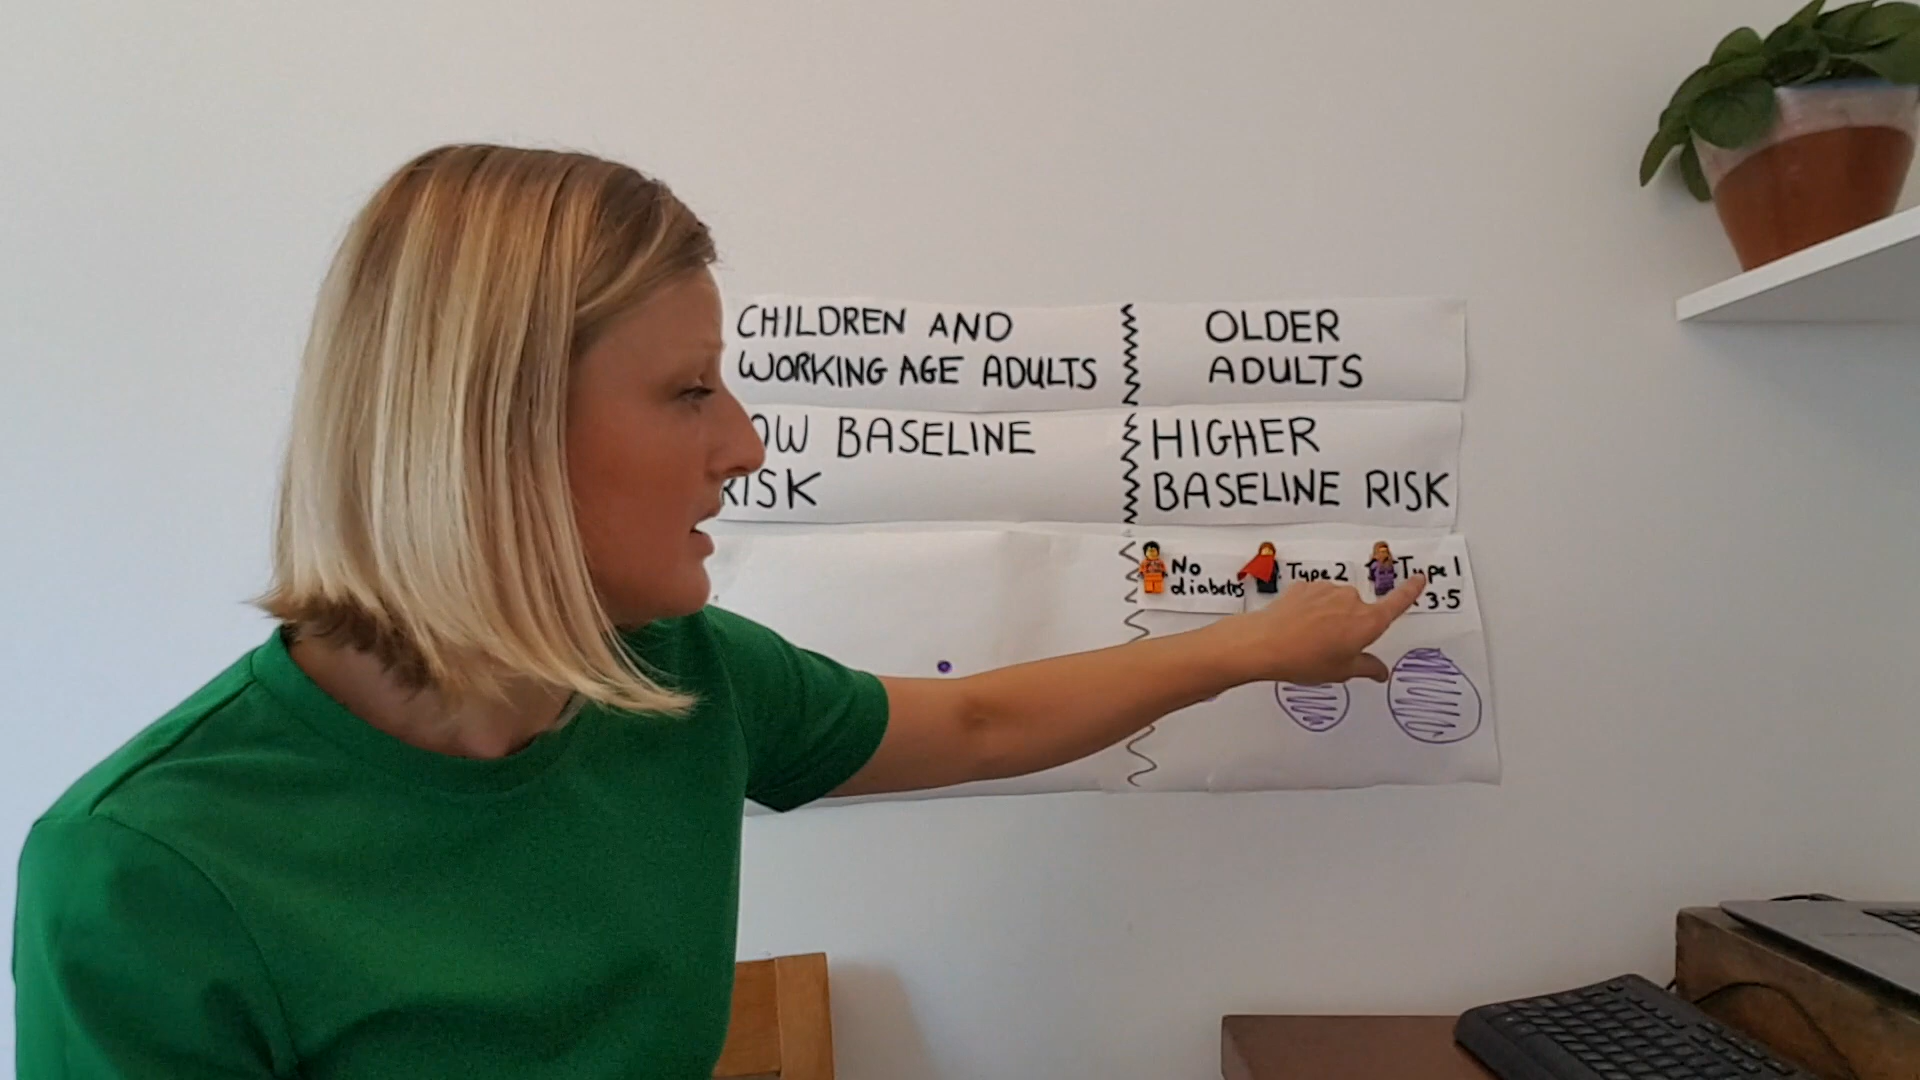 CHILDREN AND
WORKING AGE ADULTS
OLDER
ADULTS
OW BASELINE
RISK
HIGHER
BASELINE RISK
No
diabetes
Type 2
Type 1
3.5